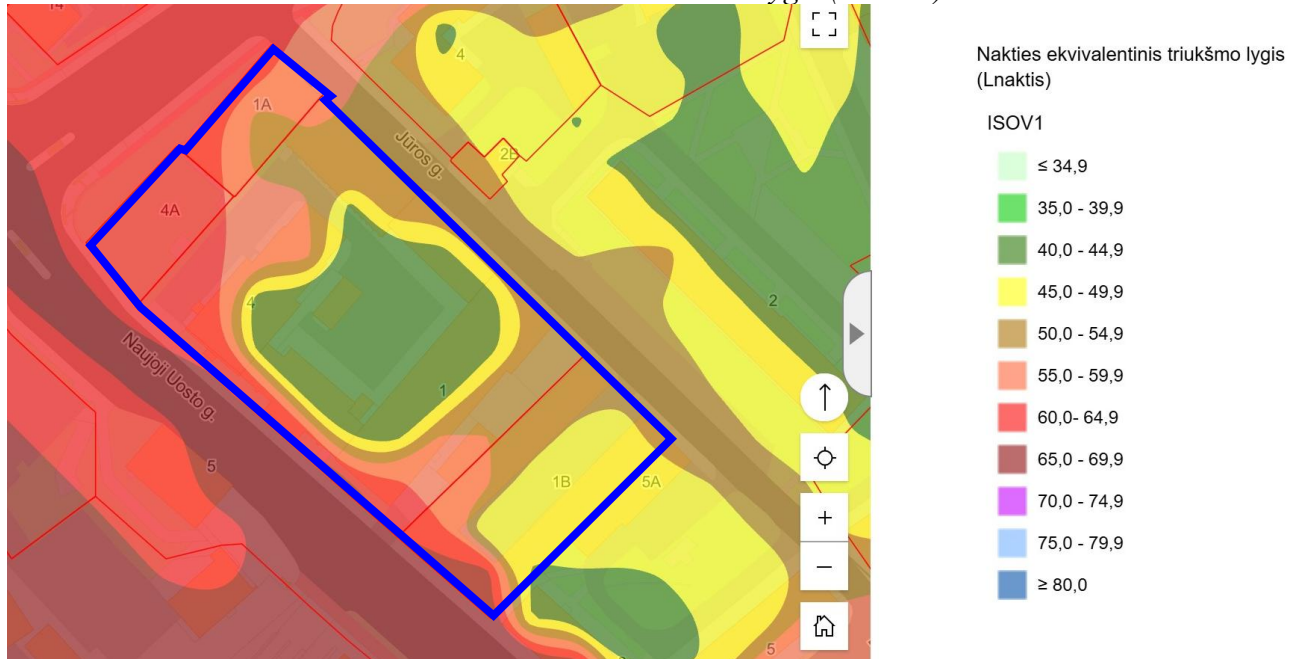 14
4
1A
Jūros g.
2B
4A
2
4
Naujoji Uosto g.
1
5
1B
5A
5
+
−
Nakties ekvivalentinis triukšmo lygis
(Lnaktis)
ISOV1
≤ 34,9
35,0 - 39,9
40,0 - 44,9
45,0 - 49,9
50,0 - 54,9
55,0 - 59,9
60,0- 64,9
65,0 - 69,9
70,0 - 74,9
75,0 - 79,9
≥ 80,0